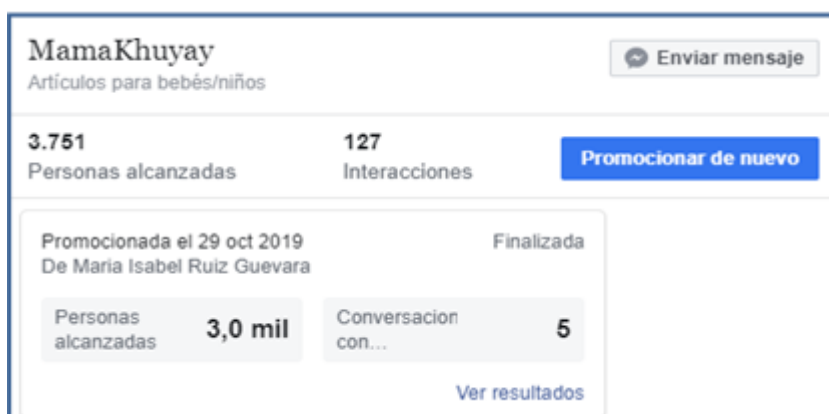 MamaKhuyay
Enviar mensaje
Artículos para bebés/niños
3.751
127
Promocionar de nuevo
Personas alcanzadas
Interacciones
Promocionada el 29 oct 2019
Finalizada
De Maria Isabel Ruiz Guevara
Personas
alcanzadas
3,0 mil
Conversacion
con...
5
Ver resultados